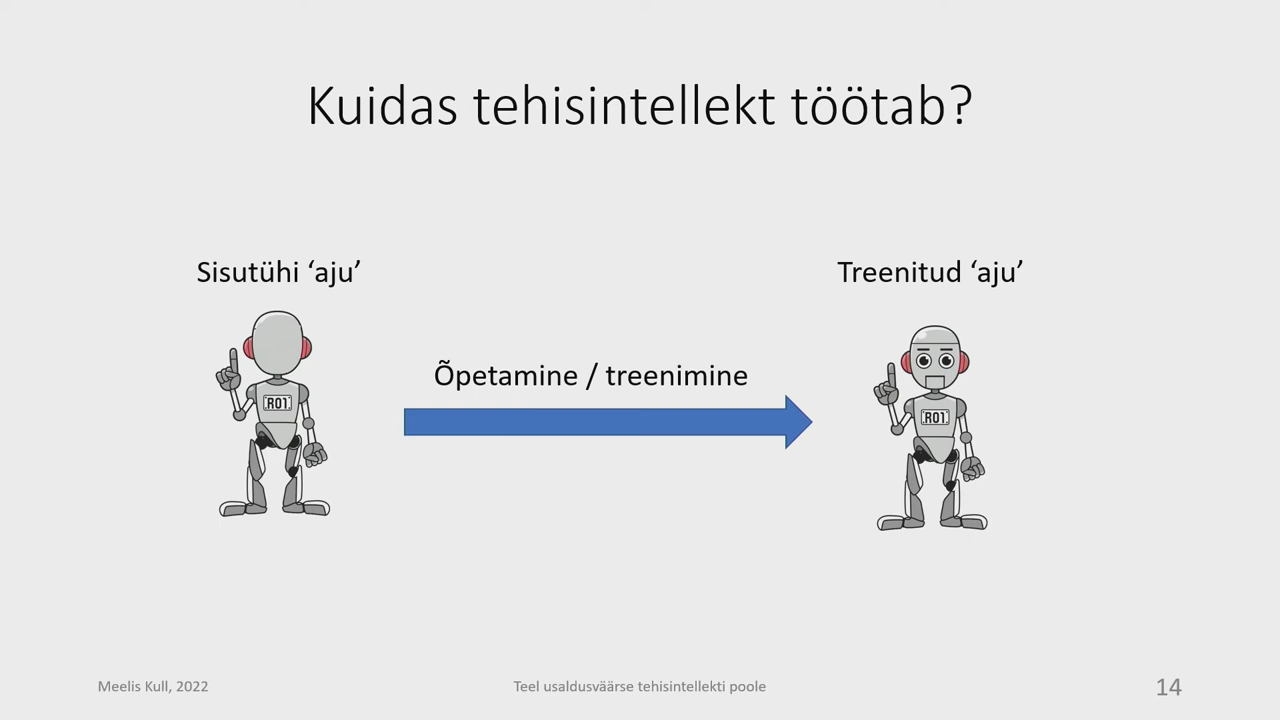 Kuidas tehisintellekt töötab?
Sisutühi ‘aju’
Treenitud ‘aju’
Õpetamine / treenimine
R01
R01
Meelis Kull, 2022
Teel usaldusväärse tehisintellekti poole
14